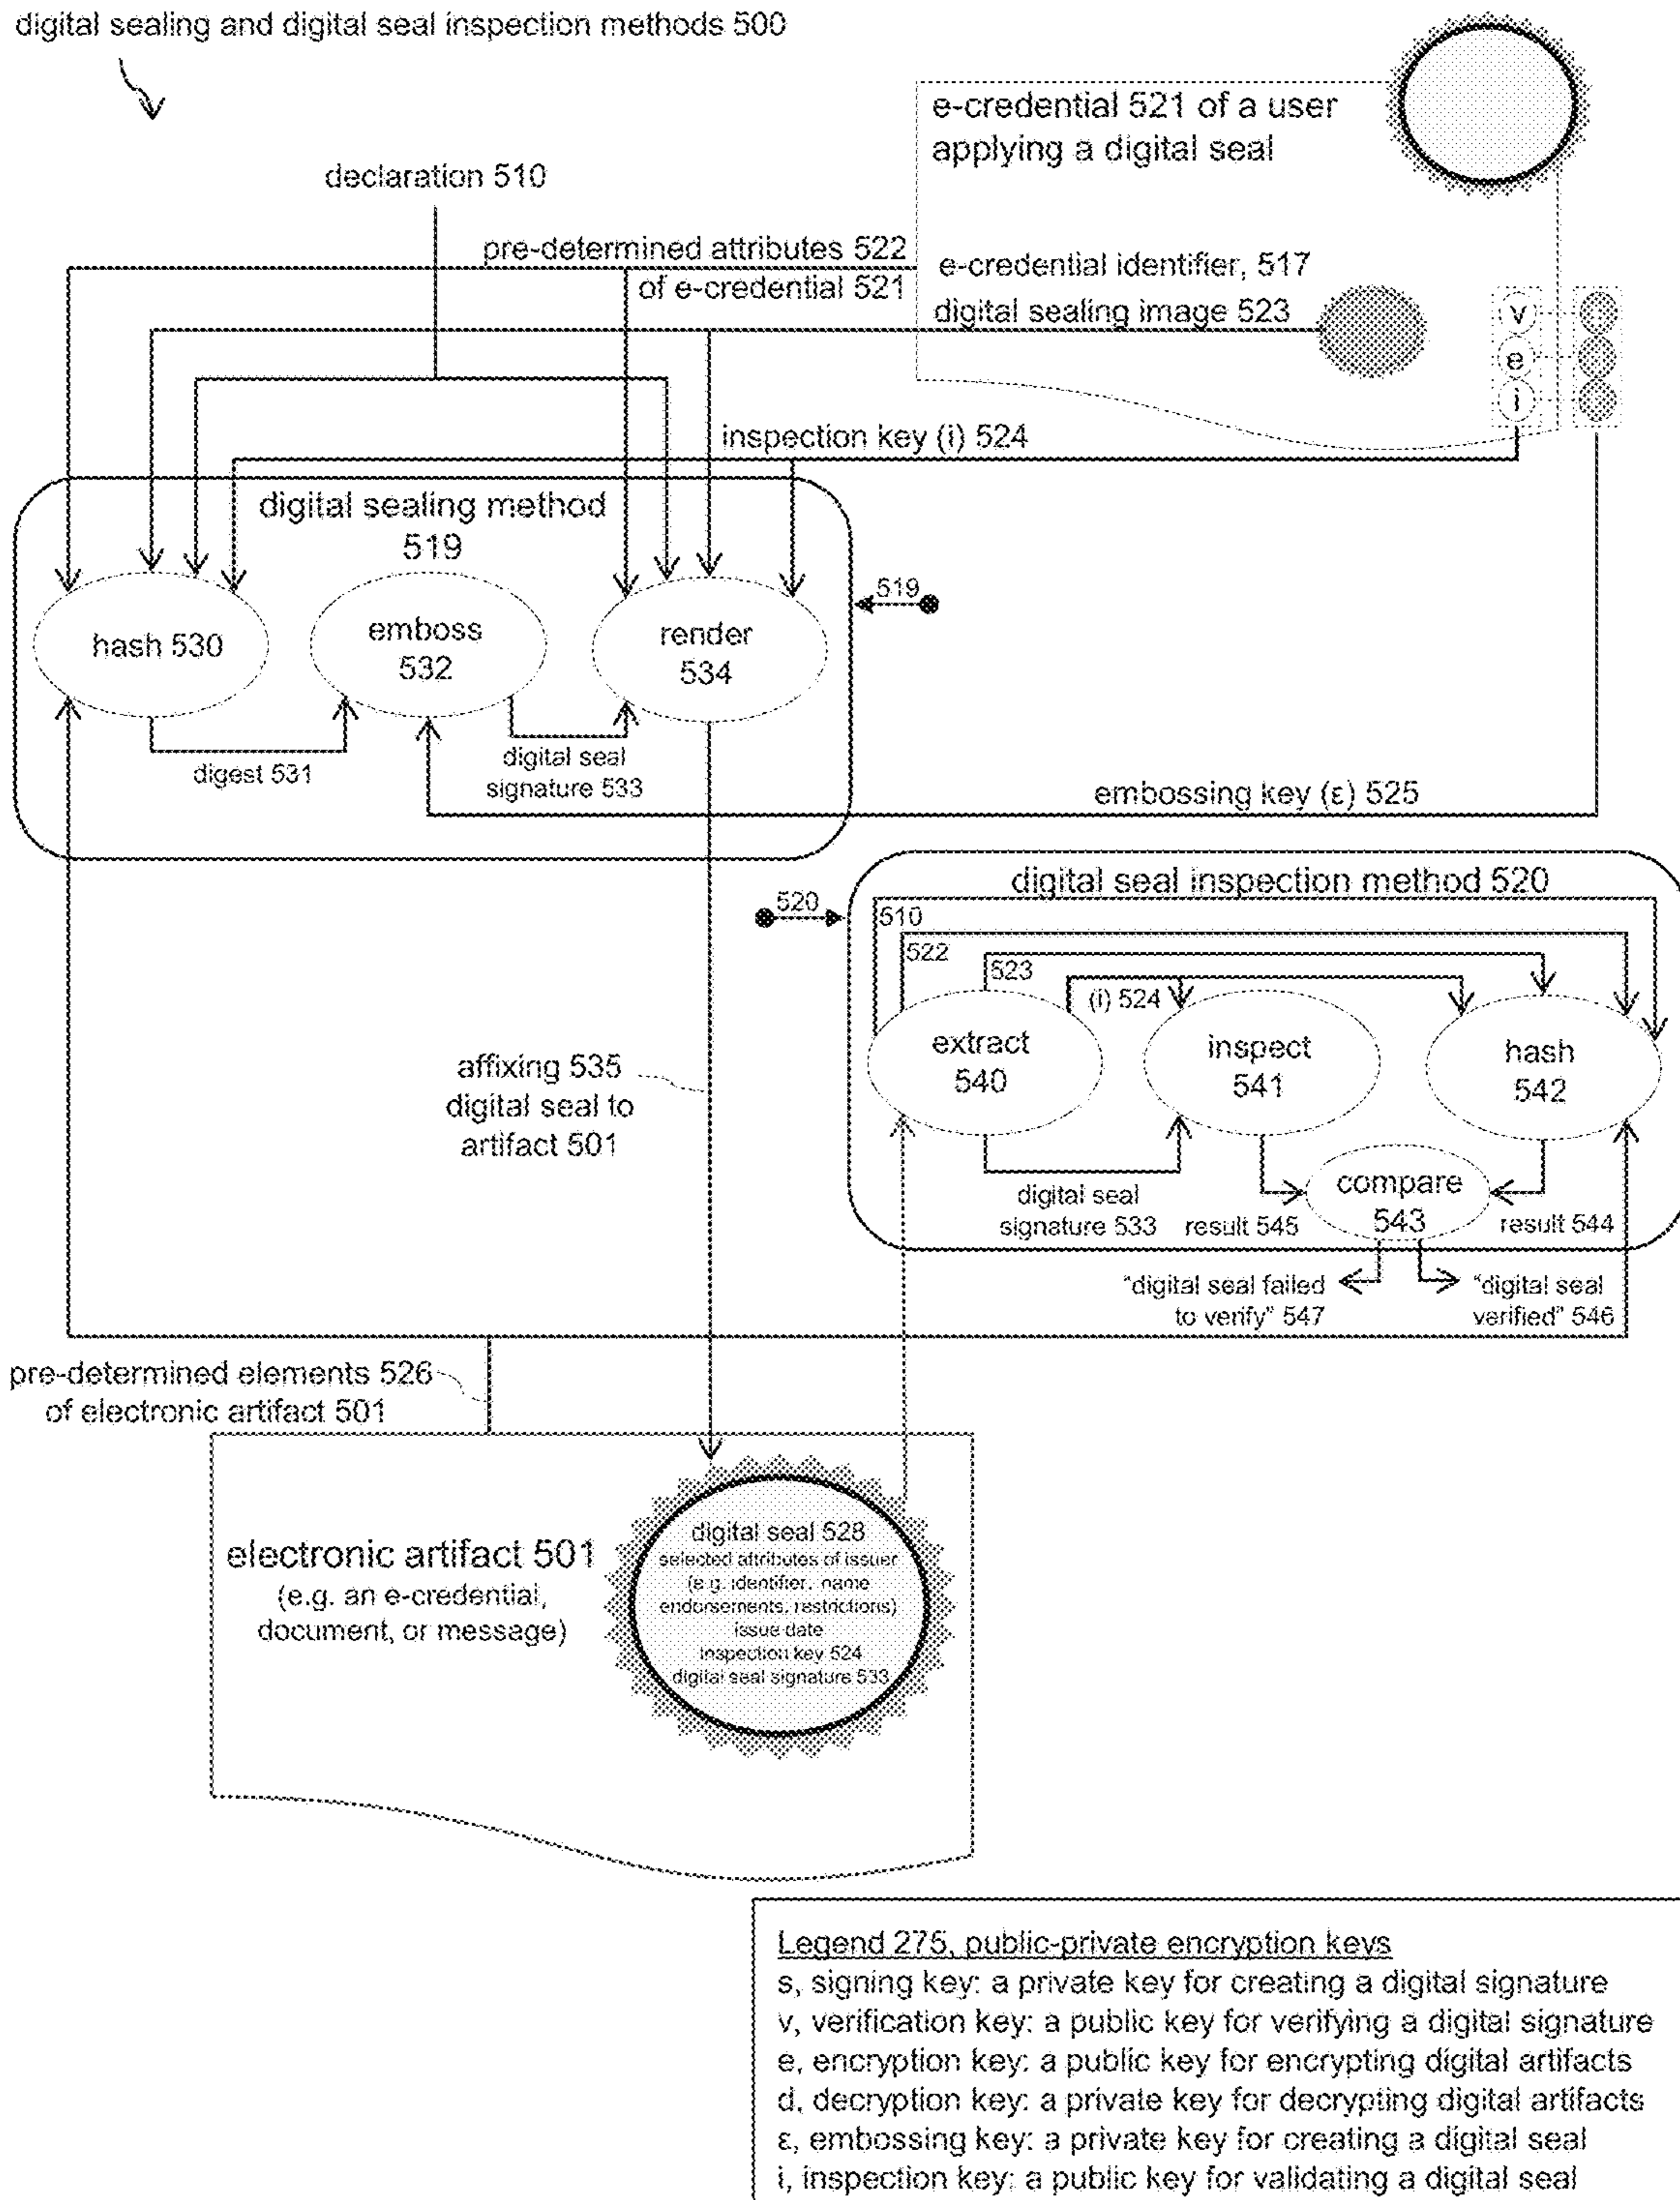 digital sealing and digital seal inspection methods 500
e-credential 521 of a user
applying a digital seal
declaration 510
pre-determined attributes 522
of e-credential 521
e-credential identifier, 517
digital sealing image 523
v
e
i
inspection key (i) 524
digital sealing method
519
519
hash 530
emboss
532
render
534
digest 531
digital seal
signature 533
embossing key (ε) 525
digital seal inspection method 520
520
510
522
523
(i) 524
extract
540
inspect
541
hash
542
affixing 535
digital seal to
artifact 501
compare
543
digital seal
signature 533
result 545
result 544
"digital seal failed
to verify" 547
"digital seal
verified" 546
pre-determined elements 526
of electronic artifact 501
electronic artifact 501
(e.g. an e-credential,
document, or message)
digital seal 528
selected attributes of issuer
(e.g. identifier, name
endorsements, restrictions)
issue date
inspection key 524
digital seal signature 533
Legend 275, public-private encryption keys
s, signing key: a private key for creating a digital signature
v, verification key: a public key for verifying a digital signature
e, encryption key: a public key for encrypting digital artifacts
d, decryption key: a private key for decrypting digital artifacts
ε, embossing key: a private key for creating a digital seal
i, inspection key: a public key for validating a digital seal